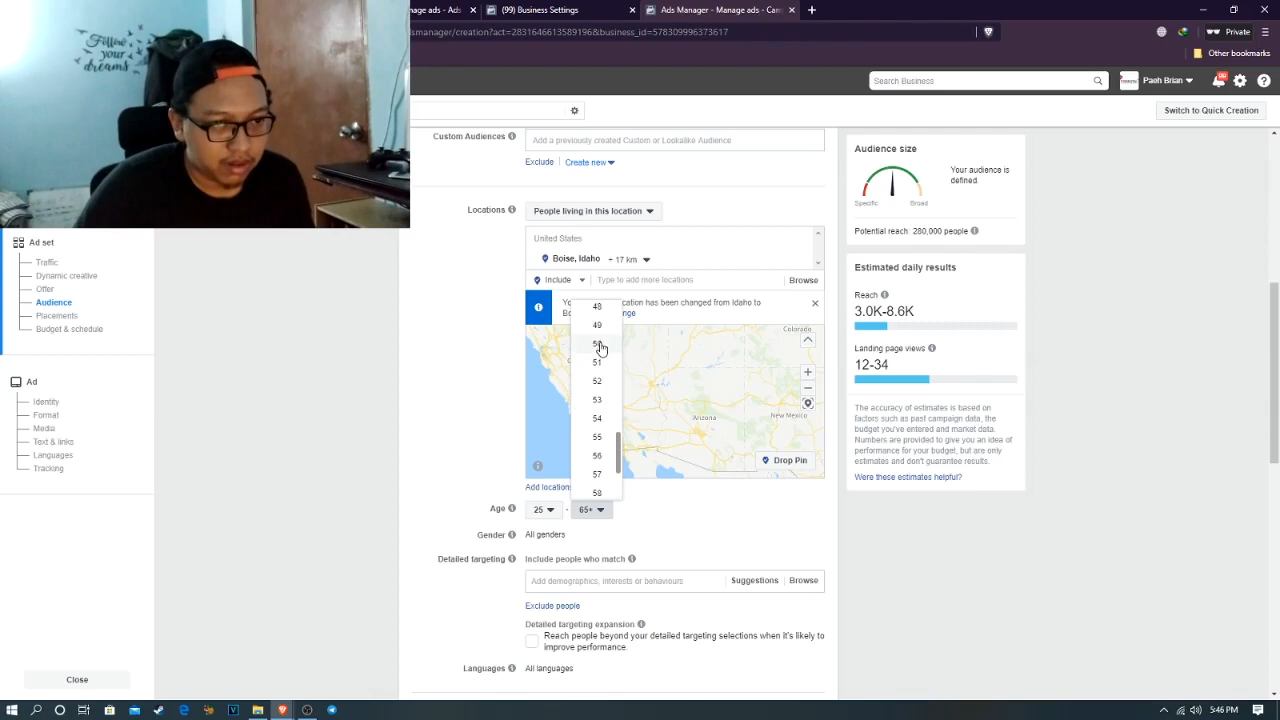 Follow
your
dreams
nage ads - Cam
(99) Business Settings
Ads Manager - Manage ads - Cam
smanager/creation?act=2831646613589196&business_id=578309996373617
Private
Other bookmarks
Search Business
Paeh Brian
Switch to Quick Creation
Custom Audiences
Add a previously created Custom or Lookalike Audience
Exclude
Create new
Locations
People living in this location
United States
Boise, Idaho
+ 17 km
Include
Type to add more locations
Browse
ocation has been changed from Idaho to
Colorado
Arizona
New Mexico
Drop Pin
48
49
50
51
52
53
54
55
56
57
58
Add location
Age
25
-
65+
Gender
All genders
Detailed targeting
Include people who match
Add demographics, interests or behaviours
Suggestions
Browse
Exclude people
Detailed targeting expansion
Reach people beyond your detailed targeting selections when it's likely to
improve performance.
Languages
All languages
Audience size
Your audience is
defined.
Specific
Broad
Potential reach: 280,000 people
Estimated daily results
Reach
3.0K-8.6K
Landing page views
12-34
The accuracy of estimates is based on
factors such as past campaign data, the
budget you've entered and market data.
Numbers are provided to give you an idea of
performance for your budget, but are only
estimates and don't guarantee results.
Were these estimates helpful?
Ad set
Traffic
Dynamic creative
Offer
Audience
Placements
Budget & schedule
Ad
Identity
Format
Media
Text & links
Languages
Tracking
Close
5:46 PM